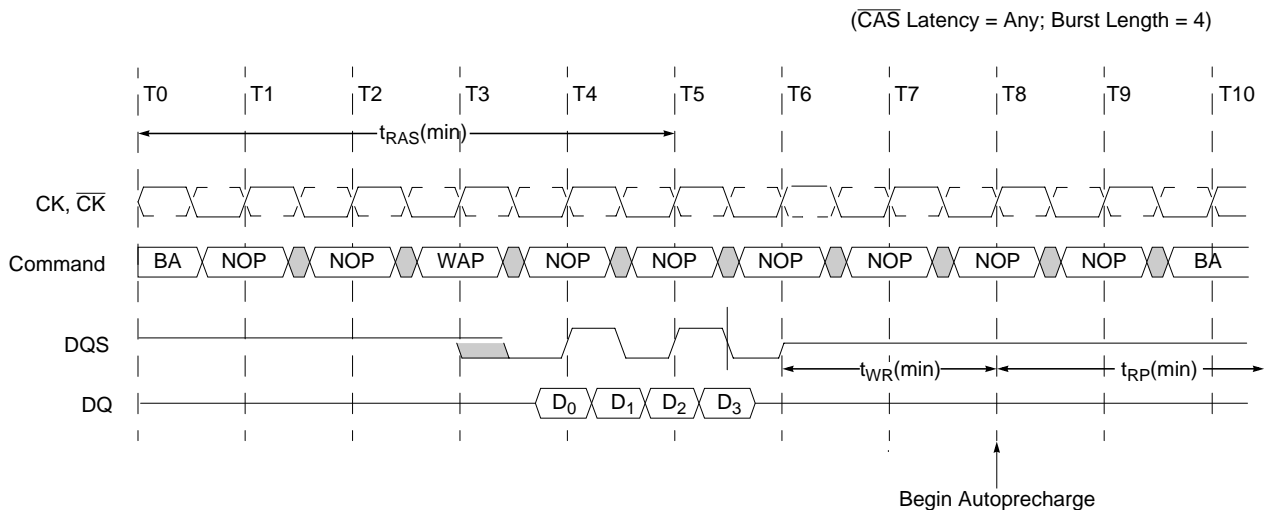 (CAS Latency = Any; Burst Length = 4)
T0 T1 T2 T3 T4 T5 T6 T7 T8 T9 T10
tRAS(min)
CK, CK
Command BA NOP NOP WAP NOP NOP NOP NOP NOP NOP BA
DQS
tWR(min) tRP(min)
DQ D0 D1 D2 D3
Begin Autoprecharge